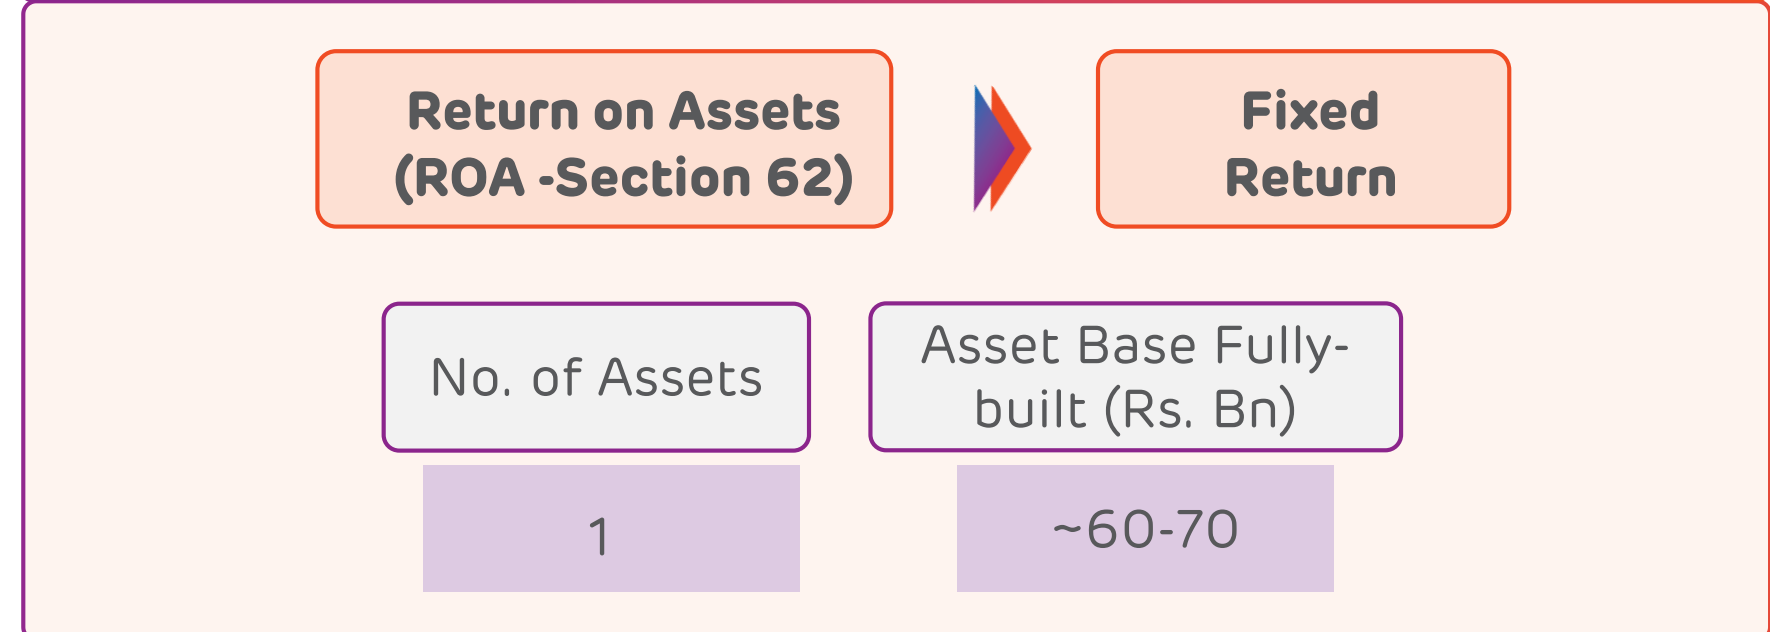 Return on Assets
(ROA -Section 62)
Fixed
Return
No. of Assets
Asset Base Fully-
built (Rs. Bn)
1
~60-70